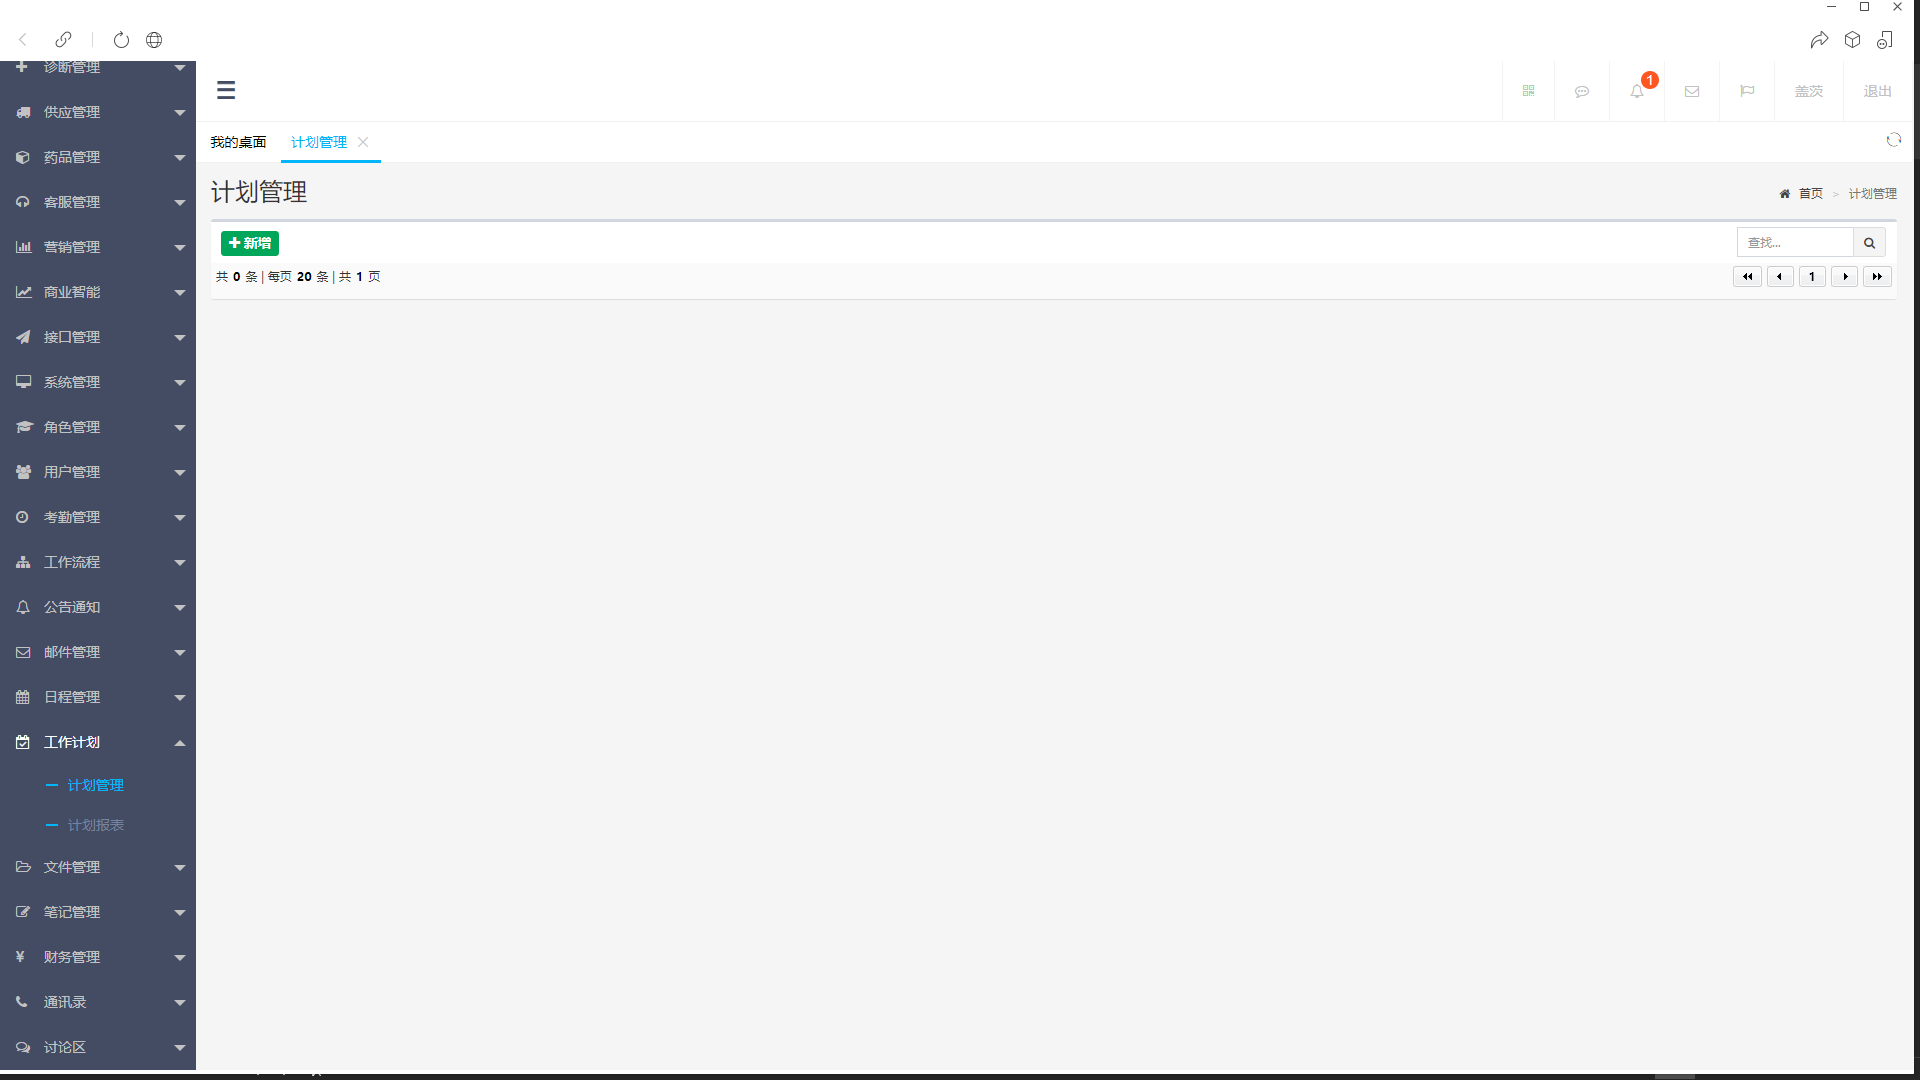 诊断管理
供应管理
药品管理
客服管理
营销管理
商业智能
接口管理
系统管理
角色管理
用户管理
考勤管理
工作流程
公告通知
邮件管理
日程管理
工作计划
计划管理
计划报表
文件管理
笔记管理
¥ 财务管理
通讯录
讨论区
1
盖茨
退出
我的桌面
计划管理
计划管理
首页 > 计划管理
新增
查找...
共 0 条 | 每页 20 条 | 共 1 页
1